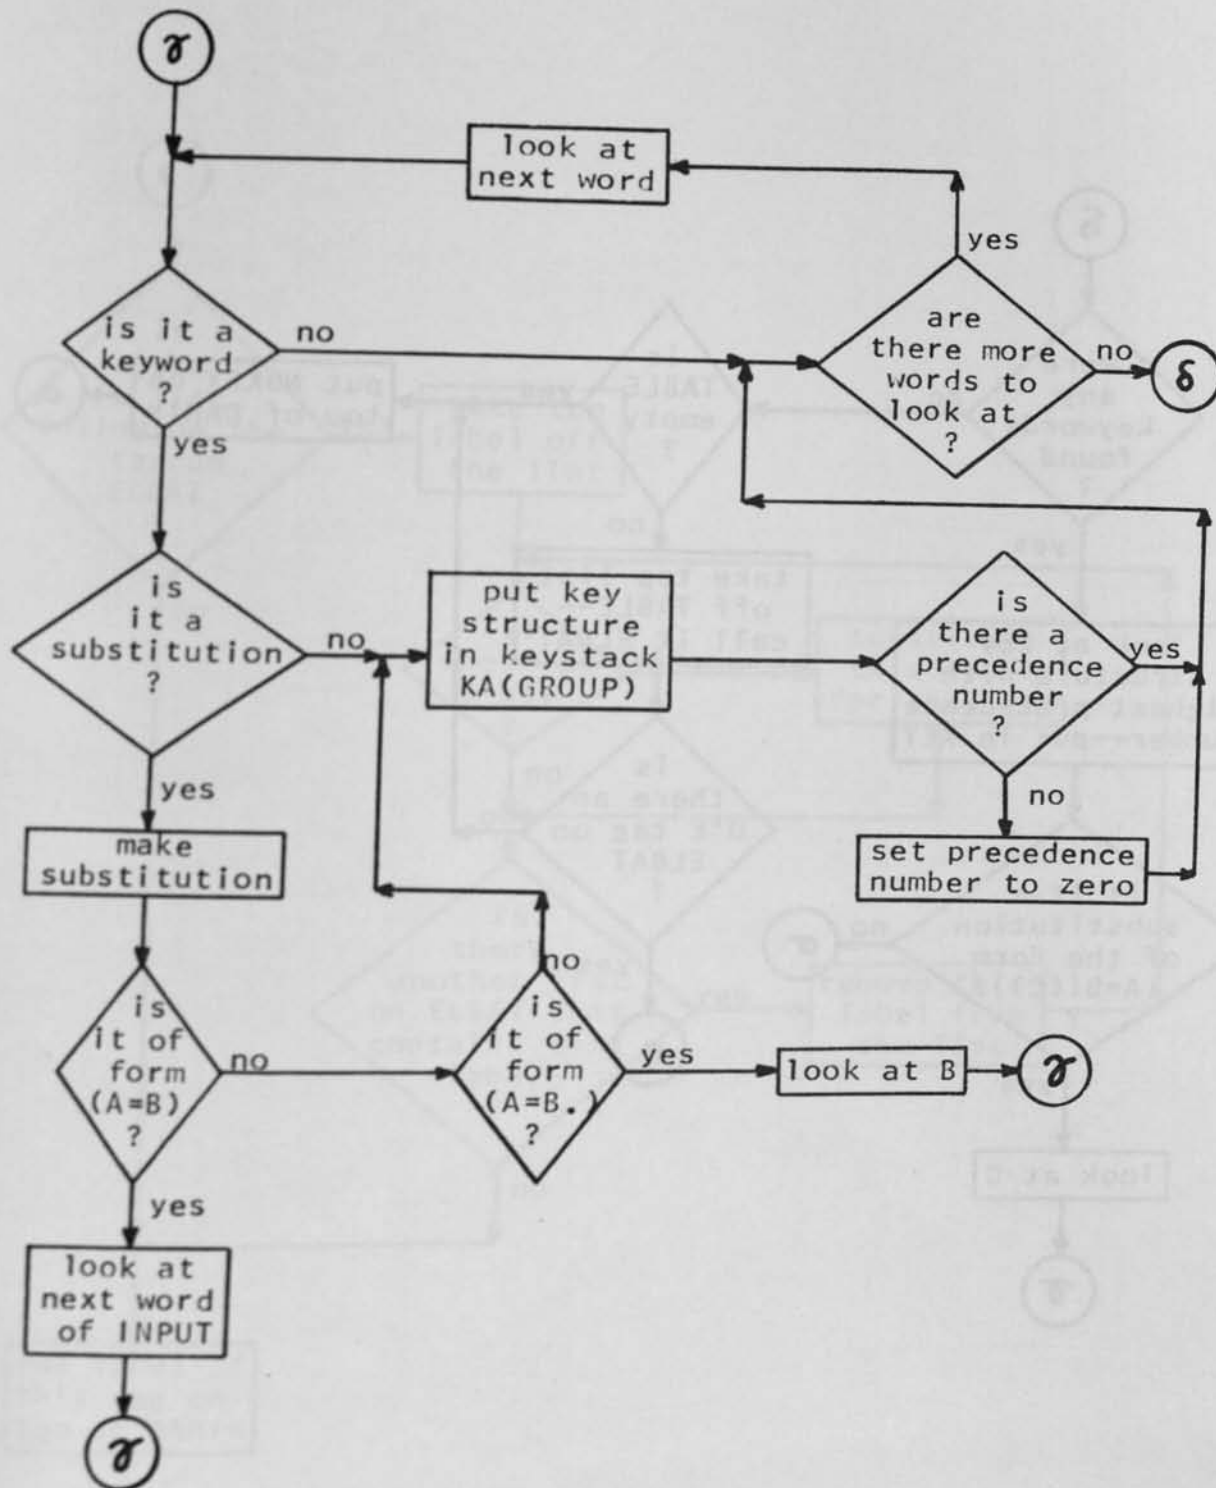 γ
look at
next word
yes
is it a
keyword
?
no
are
there more
words to
look at
?
no
δ
yes
is
it a
substitution
?
no
put key
structure
in keystack
KA(GROUP)
is
there a
precedence
number
?
yes
yes
no
make
substitution
set precedence
number to zero
no
is
it of
form
(A=B)
?
no
is
it of
form
(A=B.)
?
yes
look at B
γ
yes
look at
next word
of INPUT
γ